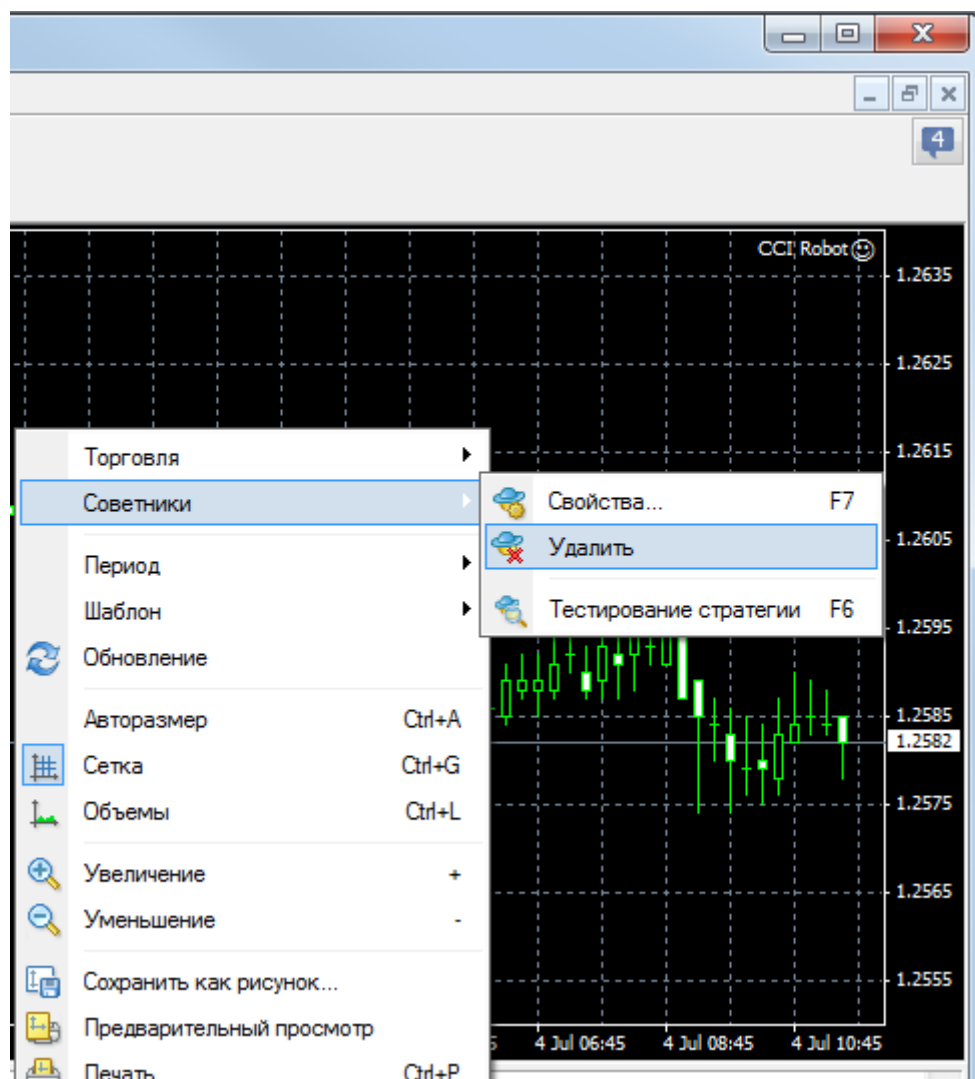 4
CCI Robot
1.2635
1.2625
1.2615
1.2605
1.2595
1.2585
1.2582
1.2575
1.2565
1.2555
Торговля
Советники
Период
Шаблон
Обновление
Авторазмер Ctrl+A
Сетка Ctrl+G
Объемы Ctrl+L
Увеличение +
Уменьшение -
Сохранить как рисунок...
Предварительный просмотр
Печать Ctrl+P
Свойства... F7
Удалить
Тестирование стратегии F6
5 4 Jul 06:45 4 Jul 08:45 4 Jul 10:45